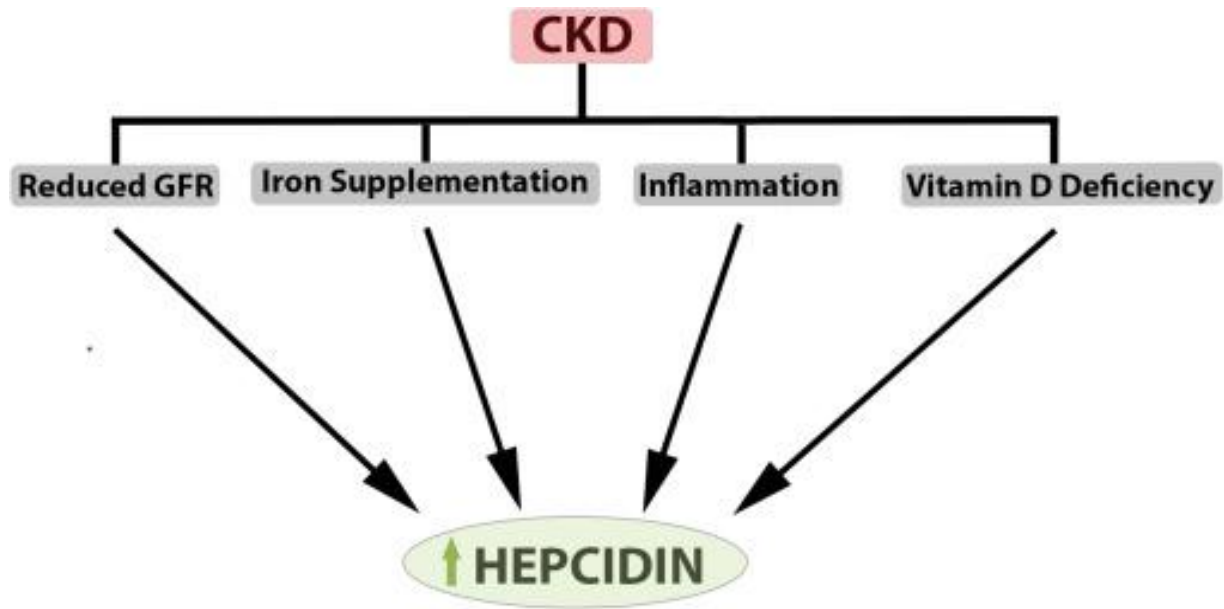 CKD
Reduced GFR
Iron Supplementation
Inflammation
Vitamin D Deficiency
HEPCIDIN